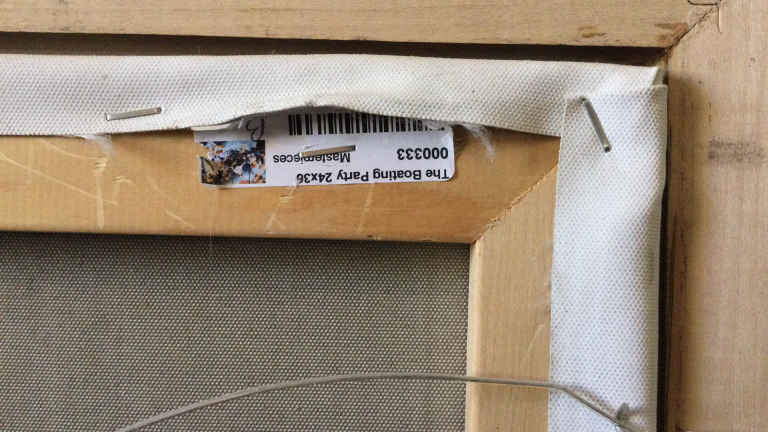 The Boating Party 24x36
000333 Masterpieces